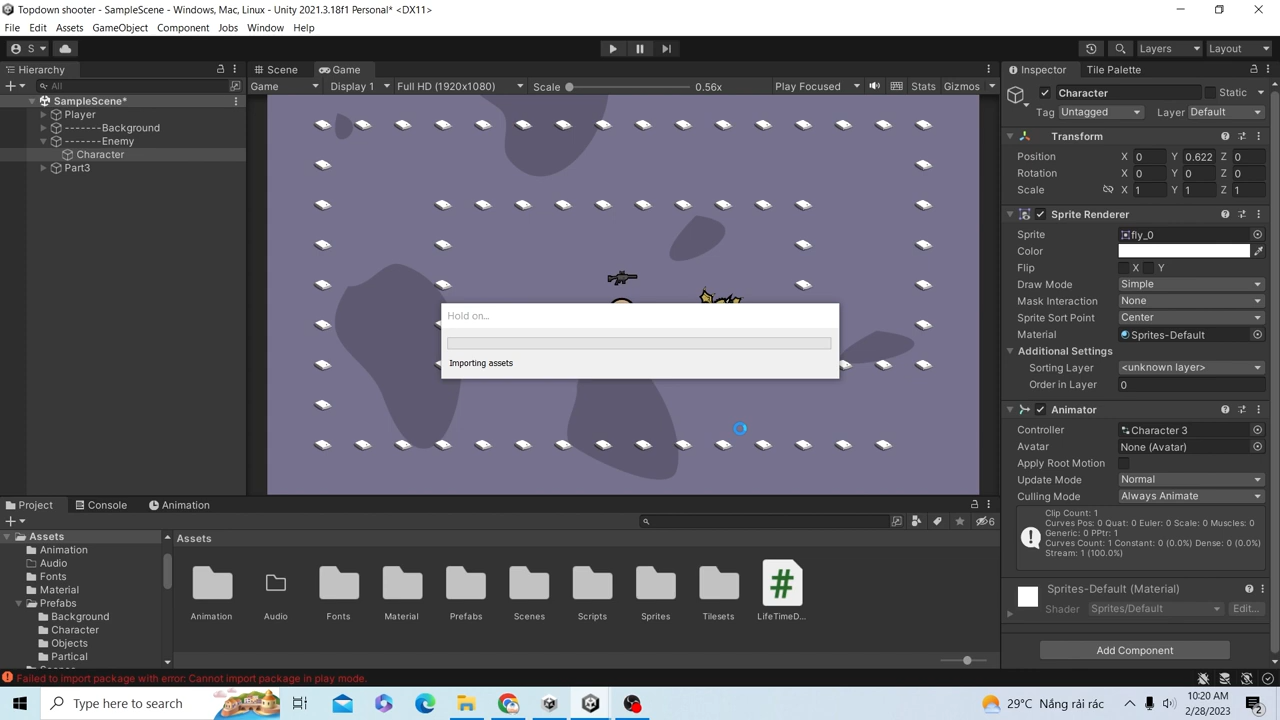 Topdown shooter - SampleScene - Windows, Mac, Linux - Unity 2021.3.18f1 Personal* <DX11>
File Edit Assets GameObject Component Jobs Window Help
S Layers Layout
Hierarchy
All
SampleScene*
Player
-------Background
-------Enemy
Character
Part3
Scene Game
Game Display 1 Full HD (1920x1080) Scale 0.56x Play Focused Stats Gizmos
Hold on...
Importing assets
Inspector Tile Palette
Character Static
Tag Untagged Layer Default
Transform
Position X 0 Y 0.622 Z 0
Rotation X 0 Y 0 Z 0
Scale X 1 Y 1 Z 1
Sprite Renderer
Sprite fly_0
Color
Flip X Y
Draw Mode Simple
Mask Interaction None
Sprite Sort Point Center
Material Sprites-Default
Additional Settings
Sorting Layer <unknown layer>
Order in Layer 0
Animator
Controller Character 3
Avatar None (Avatar)
Apply Root Motion
Update Mode Normal
Culling Mode Always Animate
Clip Count: 1
Curves Pos: 0 Quat: 0 Euler: 0 Scale: 0 Muscles: 0
Generic: 0 PPtr: 1
Curves Count: 1 Constant: 0 (0.0%) Dense: 0 (0.0%)
Stream: 1 (100.0%)
Sprites-Default (Material)
Shader Sprites/Default Edit...
Add Component
Project Console Animation
6
Assets
Animation
Audio
Fonts
Material
Prefabs
Background
Character
Objects
Partical
Assets
Animation Audio Fonts Material Prefabs Scenes Scripts Sprites Tilesets LifeTimeD...
Failed to import package with error: Cannot import package in play mode.
Type here to search
29°C Nắng rải rác
10:20 AM
2/28/2023
2